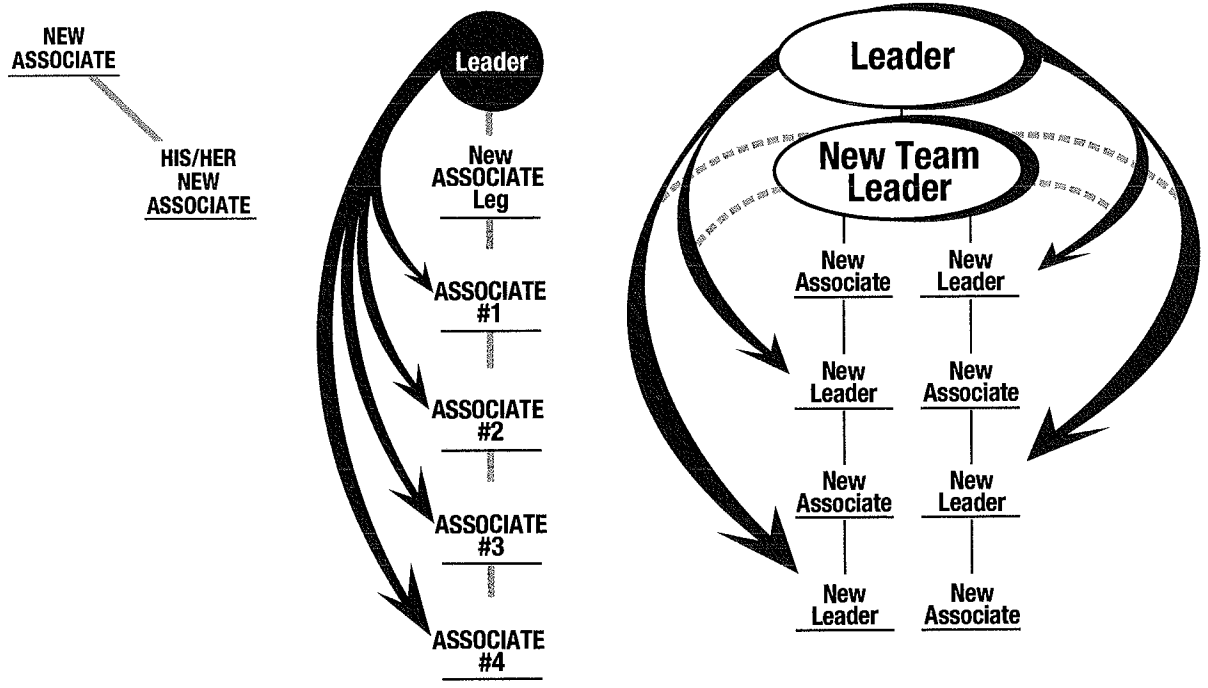 NEW
ASSOCIATE
HIS/HER
NEW
ASSOCIATE
Leader
New
ASSOCIATE
Leg
ASSOCIATE
#1
ASSOCIATE
#2
ASSOCIATE
#3
ASSOCIATE
#4
Leader
New Team
Leader
New
Associate
New
Leader
New
Associate
New
Leader
New
Leader
New
Associate
New
Leader
New
Associate